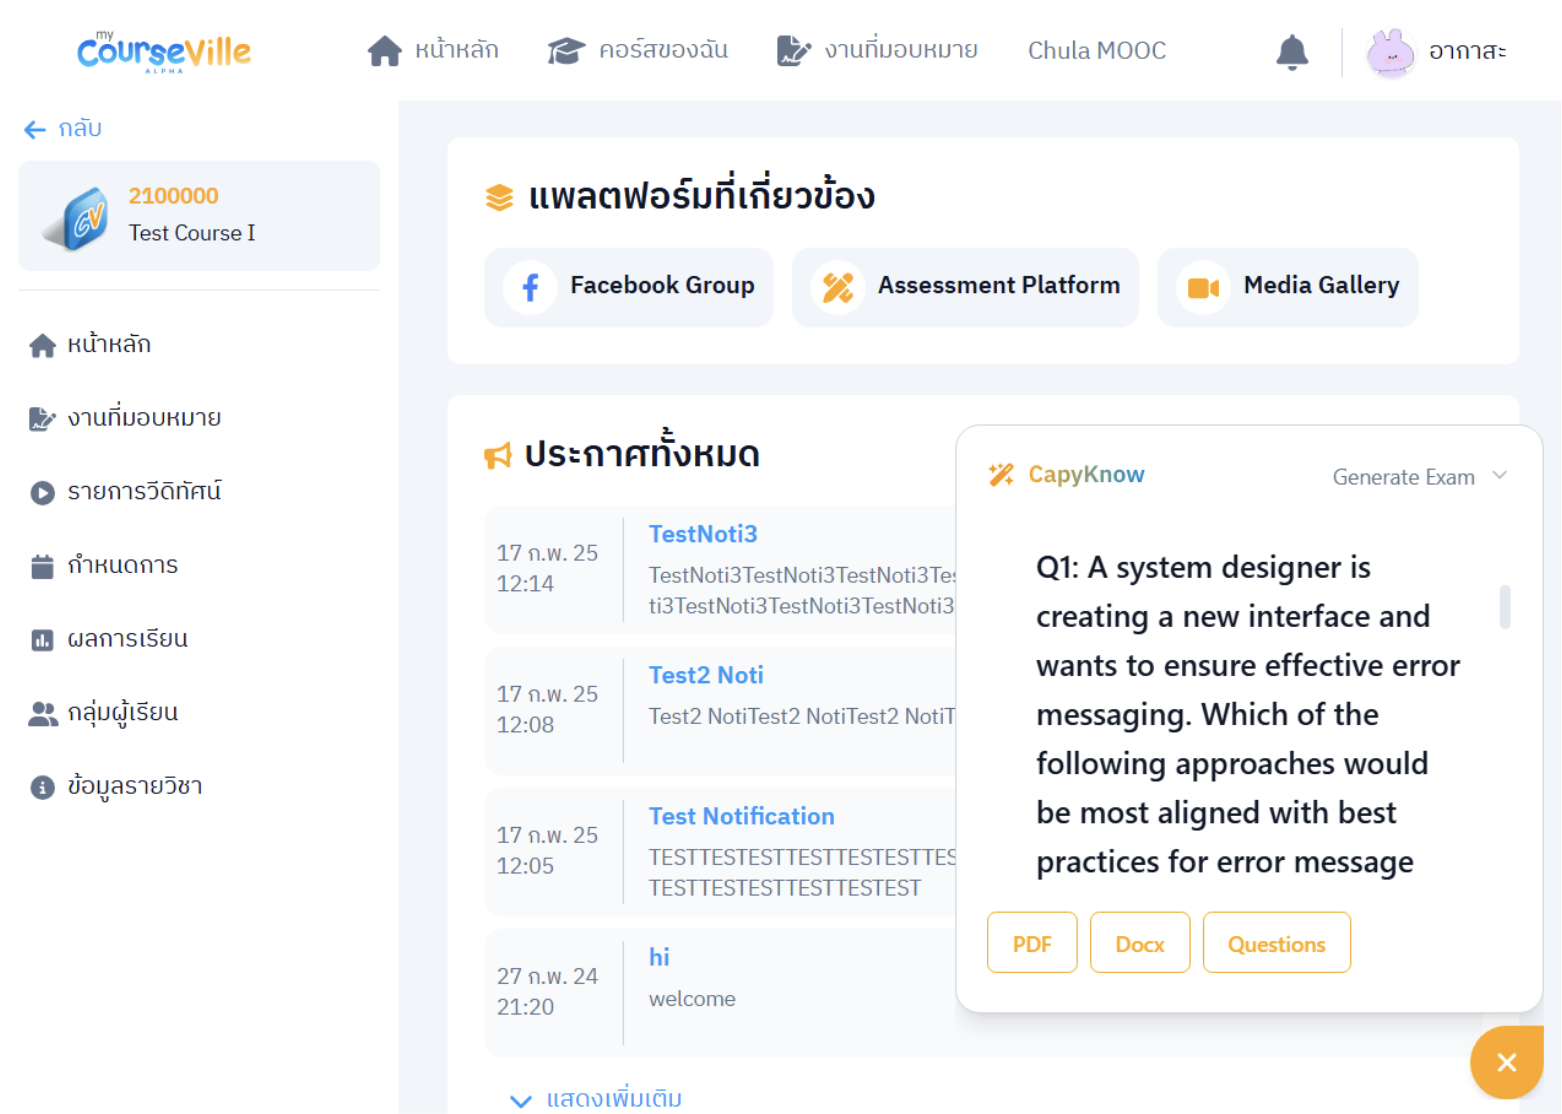 my
CourseVille
ALPHA
หน้าหลัก
คอร์สของฉัน
งานที่มอบหมาย
Chula MOOC
อากาสะ
กลับ
2100000
Test Course I
หน้าหลัก
งานที่มอบหมาย
รายการวีดิทัศน์
กำหนดการ
ผลการเรียน
กลุ่มผู้เรียน
ข้อมูลรายวิชา
แพลตฟอร์มที่เกี่ยวข้อง
Facebook Group
Assessment Platform
Media Gallery
ประกาศทั้งหมด
17 ก.พ. 25
12:14
TestNoti3
TestNoti3TestNoti3TestNoti3Tes
ti3TestNoti3TestNoti3TestNoti3
17 ก.พ. 25
12:08
Test2 Noti
Test2 NotiTest2 NotiTest2 NotiT
17 ก.พ. 25
12:05
Test Notification
TESTTESTESTTESTTESTESTTES
TESTTESTESTTESTTESTEST
27 ก.พ. 24
21:20
hi
welcome
แสดงเพิ่มเติม
CapyKnow
Generate Exam
Q1: A system designer is
creating a new interface and
wants to ensure effective error
messaging. Which of the
following approaches would
be most aligned with best
practices for error message
PDF
Docx
Questions